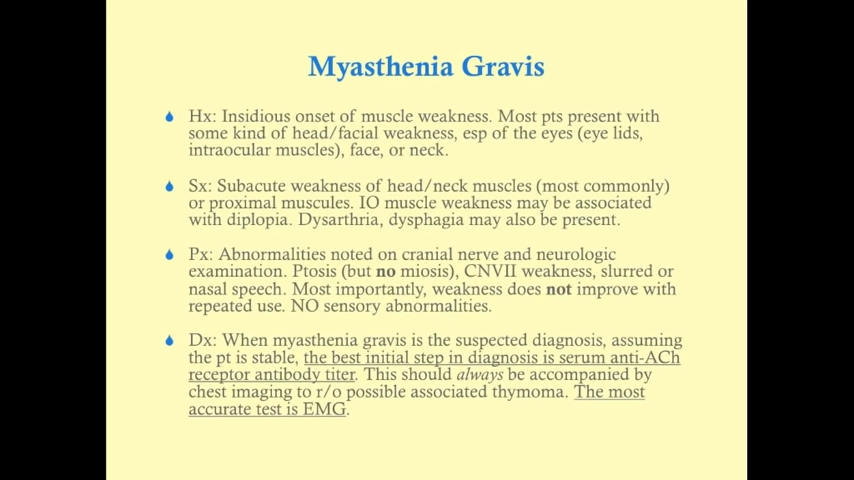 Myasthenia Gravis
Hx: Insidious onset of muscle weakness. Most pts present with
some kind of head/facial weakness, esp of the eyes (eye lids,
intraocular muscles), face, or neck.
Sx: Subacute weakness of head/neck muscles (most commonly)
or proximal muscules. IO muscle weakness may be associated
with diplopia. Dysarthria, dysphagia may also be present.
Px: Abnormalities noted on cranial nerve and neurologic
examination. Ptosis (but no miosis), CNVII weakness, slurred or
nasal speech. Most importantly, weakness does not improve with
repeated use. NO sensory abnormalities.
Dx: When myasthenia gravis is the suspected diagnosis, assuming
the pt is stable, the best initial step in diagnosis is serum anti-ACh
receptor antibody titer. This should always be accompanied by
chest imaging to r/o possible associated thymoma. The most
accurate test is EMG.